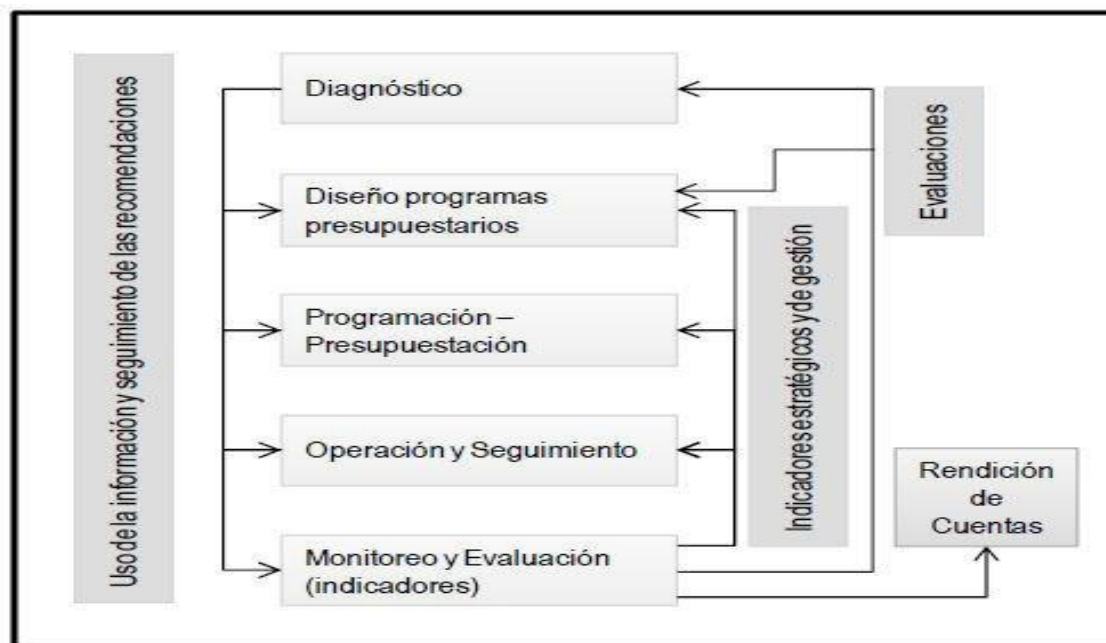 Uso de la información y seguimiento de las recomendaciones
Diagnóstico
Diseño programas
presupuestarios
Programación –
Presupuestación
Operación y Seguimiento
Monitoreo y Evaluación
(indicadores)
Indicadores estratégicos y de gestión
Evaluaciones
Rendición
de
Cuentas